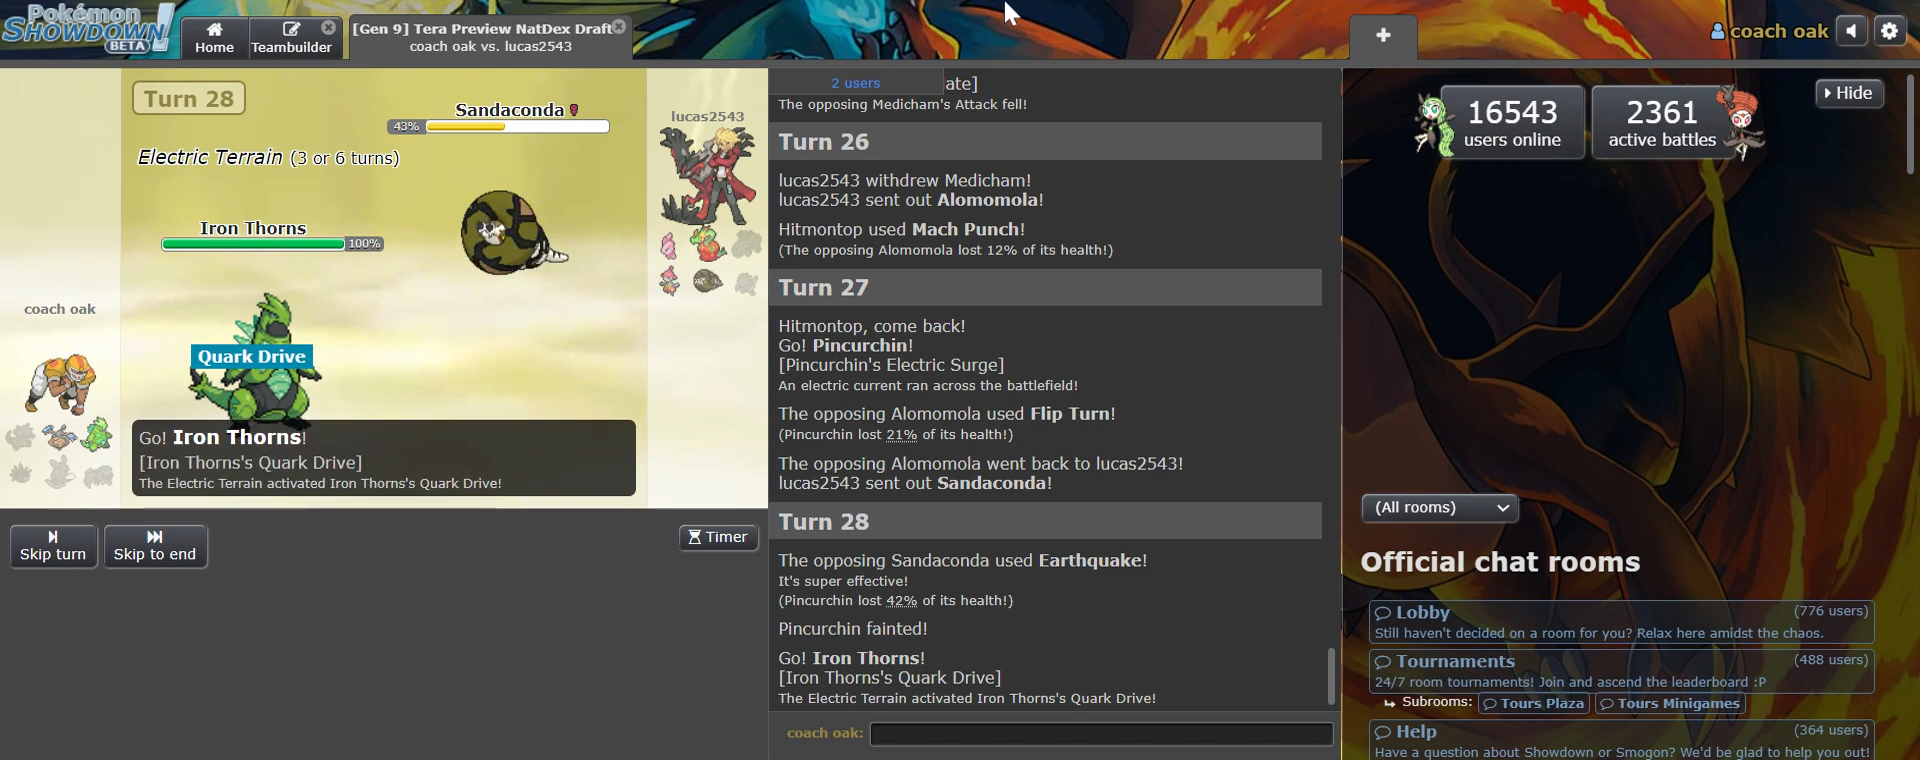 Pokémon
SHOWDOWN!
BETA
Home
Teambuilder
[Gen 9] Tera Preview NatDex Draft
coach oak vs. lucas2543
+
coach oak
Turn 28
Sandaconda
43%
Electric Terrain (3 or 6 turns)
Iron Thorns
100%
Quark Drive
lucas2543
coach oak
Go! Iron Thorns!
[Iron Thorns's Quark Drive]
The Electric Terrain activated Iron Thorns's Quark Drive!
Skip turn
Skip to end
Timer
2 users
ate]
The opposing Medicham's Attack fell!
Turn 26
lucas2543 withdrew Medicham!
lucas2543 sent out Alomomola!
Hitmontop used Mach Punch!
(The opposing Alomomola lost 12% of its health!)
Turn 27
Hitmontop, come back!
Go! Pincurchin!
[Pincurchin's Electric Surge]
An electric current ran across the battlefield!
The opposing Alomomola used Flip Turn!
(Pincurchin lost 21% of its health!)
The opposing Alomomola went back to lucas2543!
lucas2543 sent out Sandaconda!
Turn 28
The opposing Sandaconda used Earthquake!
It's super effective!
(Pincurchin lost 42% of its health!)
Pincurchin fainted!
Go! Iron Thorns!
[Iron Thorns's Quark Drive]
The Electric Terrain activated Iron Thorns's Quark Drive!
coach oak:
Hide
16543
users online
2361
active battles
(All rooms)
Official chat rooms
Lobby (776 users)
Still haven't decided on a room for you? Relax here amidst the chaos.
Tournaments (488 users)
24/7 room tournaments! Join and ascend the leaderboard :P
Subrooms: Tours Plaza Tours Minigames
Help (364 users)
Have a question about Showdown or Smogon? We'd be glad to help you out!